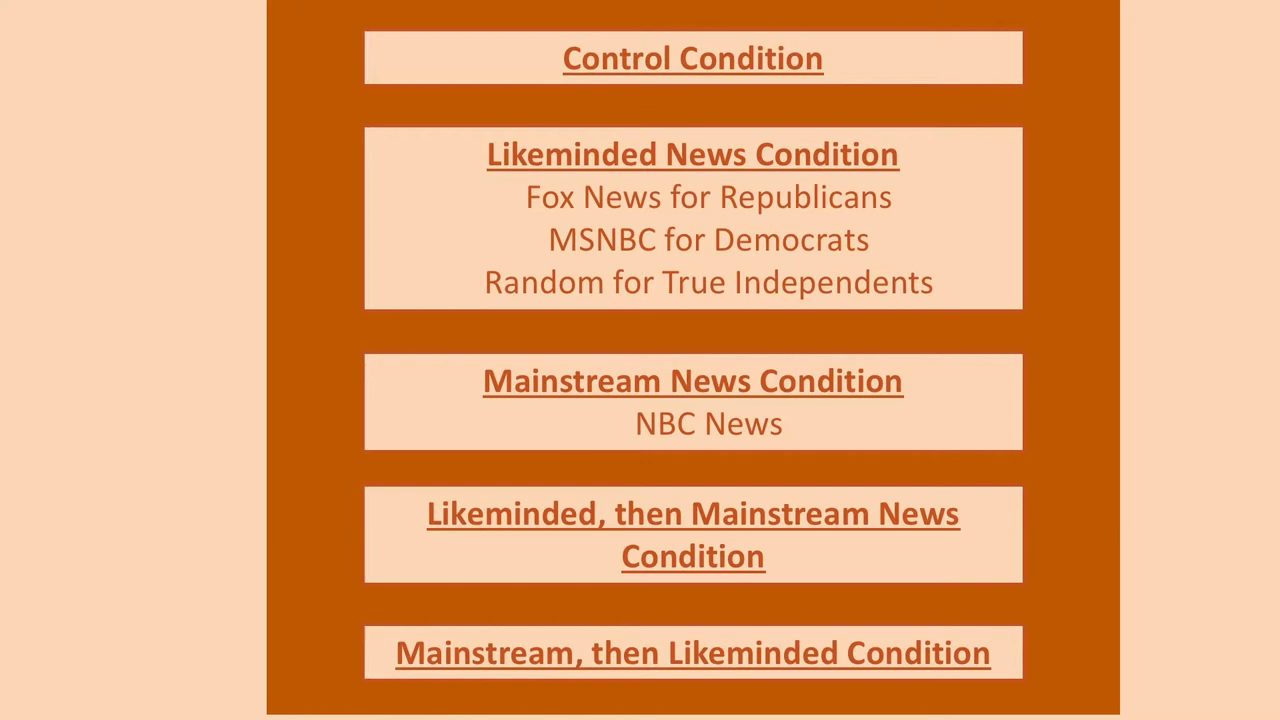 Control Condition
Likeminded News Condition
Fox News for Republicans
MSNBC for Democrats
Random for True Independents
Mainstream News Condition
NBC News
Likeminded, then Mainstream News
Condition
Mainstream, then Likeminded Condition